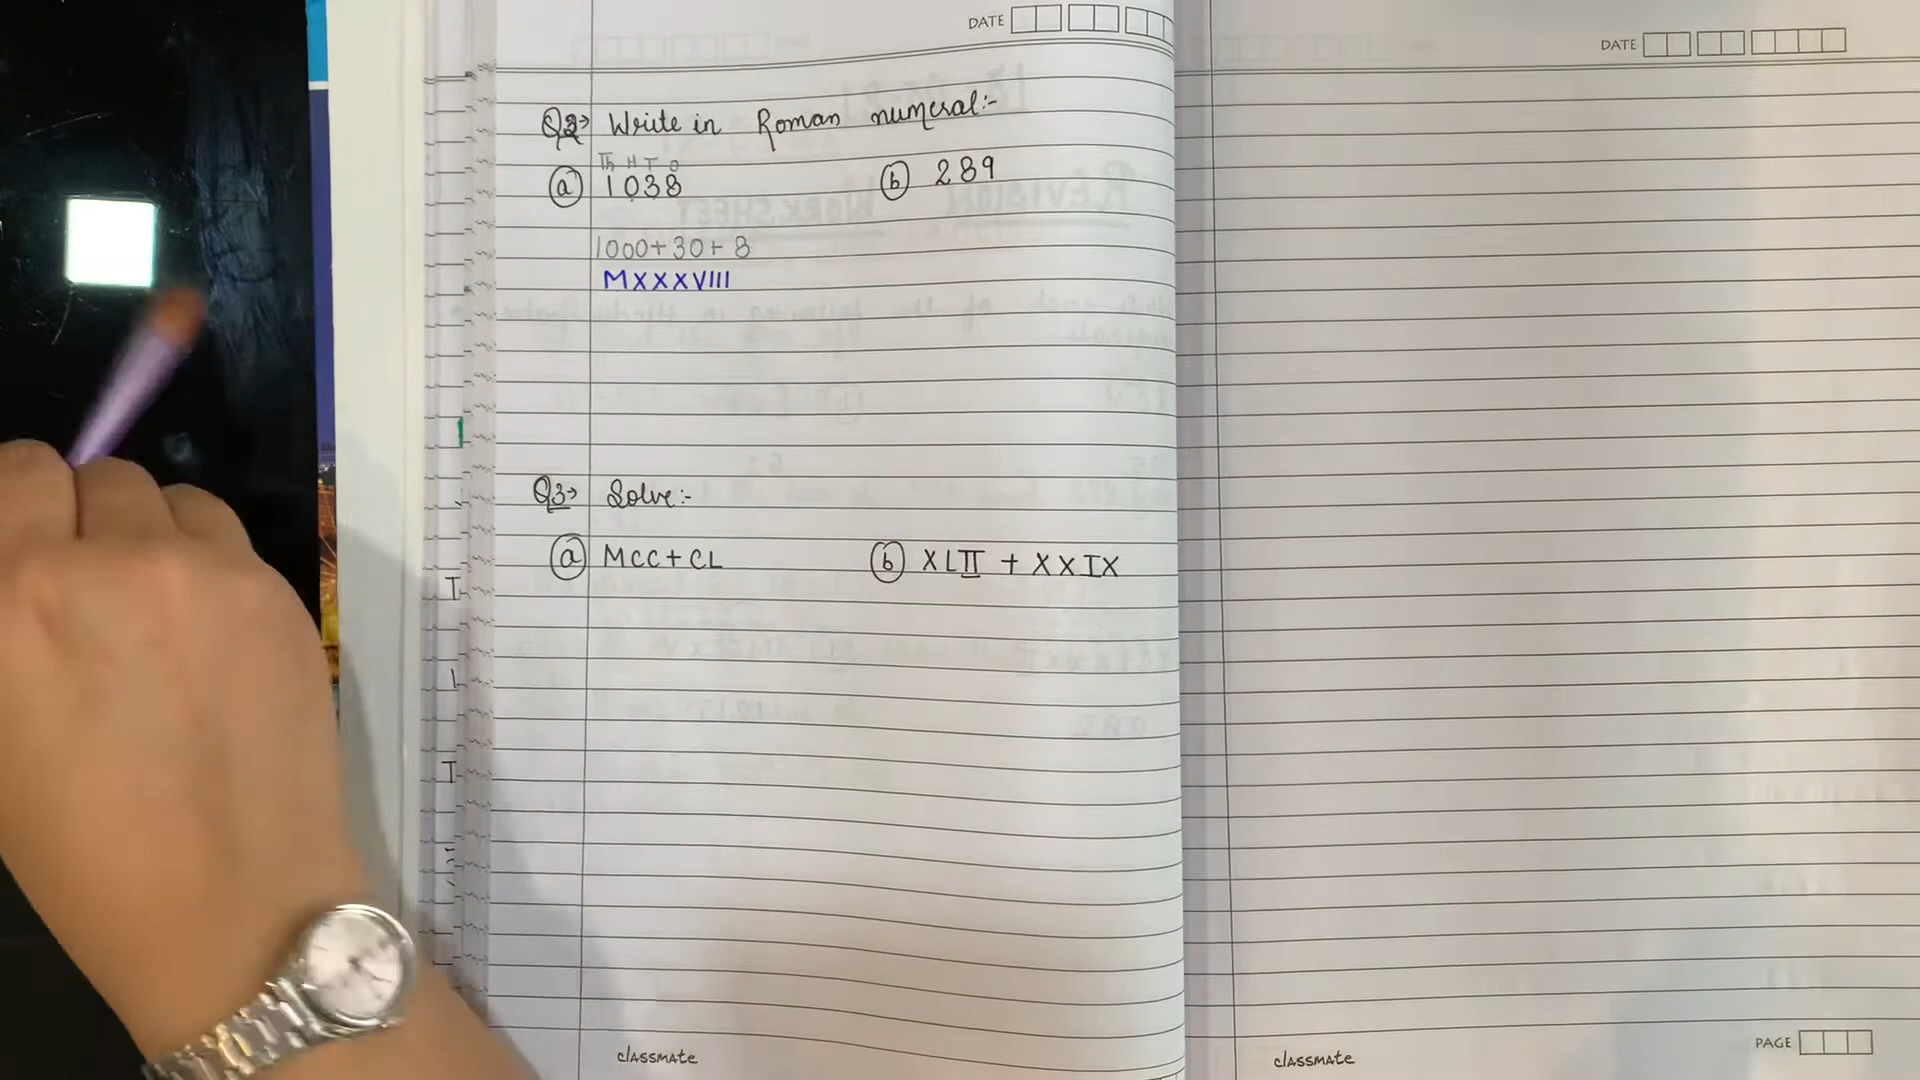 DATE
DATE
Q2→ Write in Roman numeral:-
Th H T O
(a) 1038 (b) 289
1000+30+8
MXXXVIII
Q3→ Solve:-
(a) MCC+CL (b) XLII + XXIX
PAGE
classmate
classmate